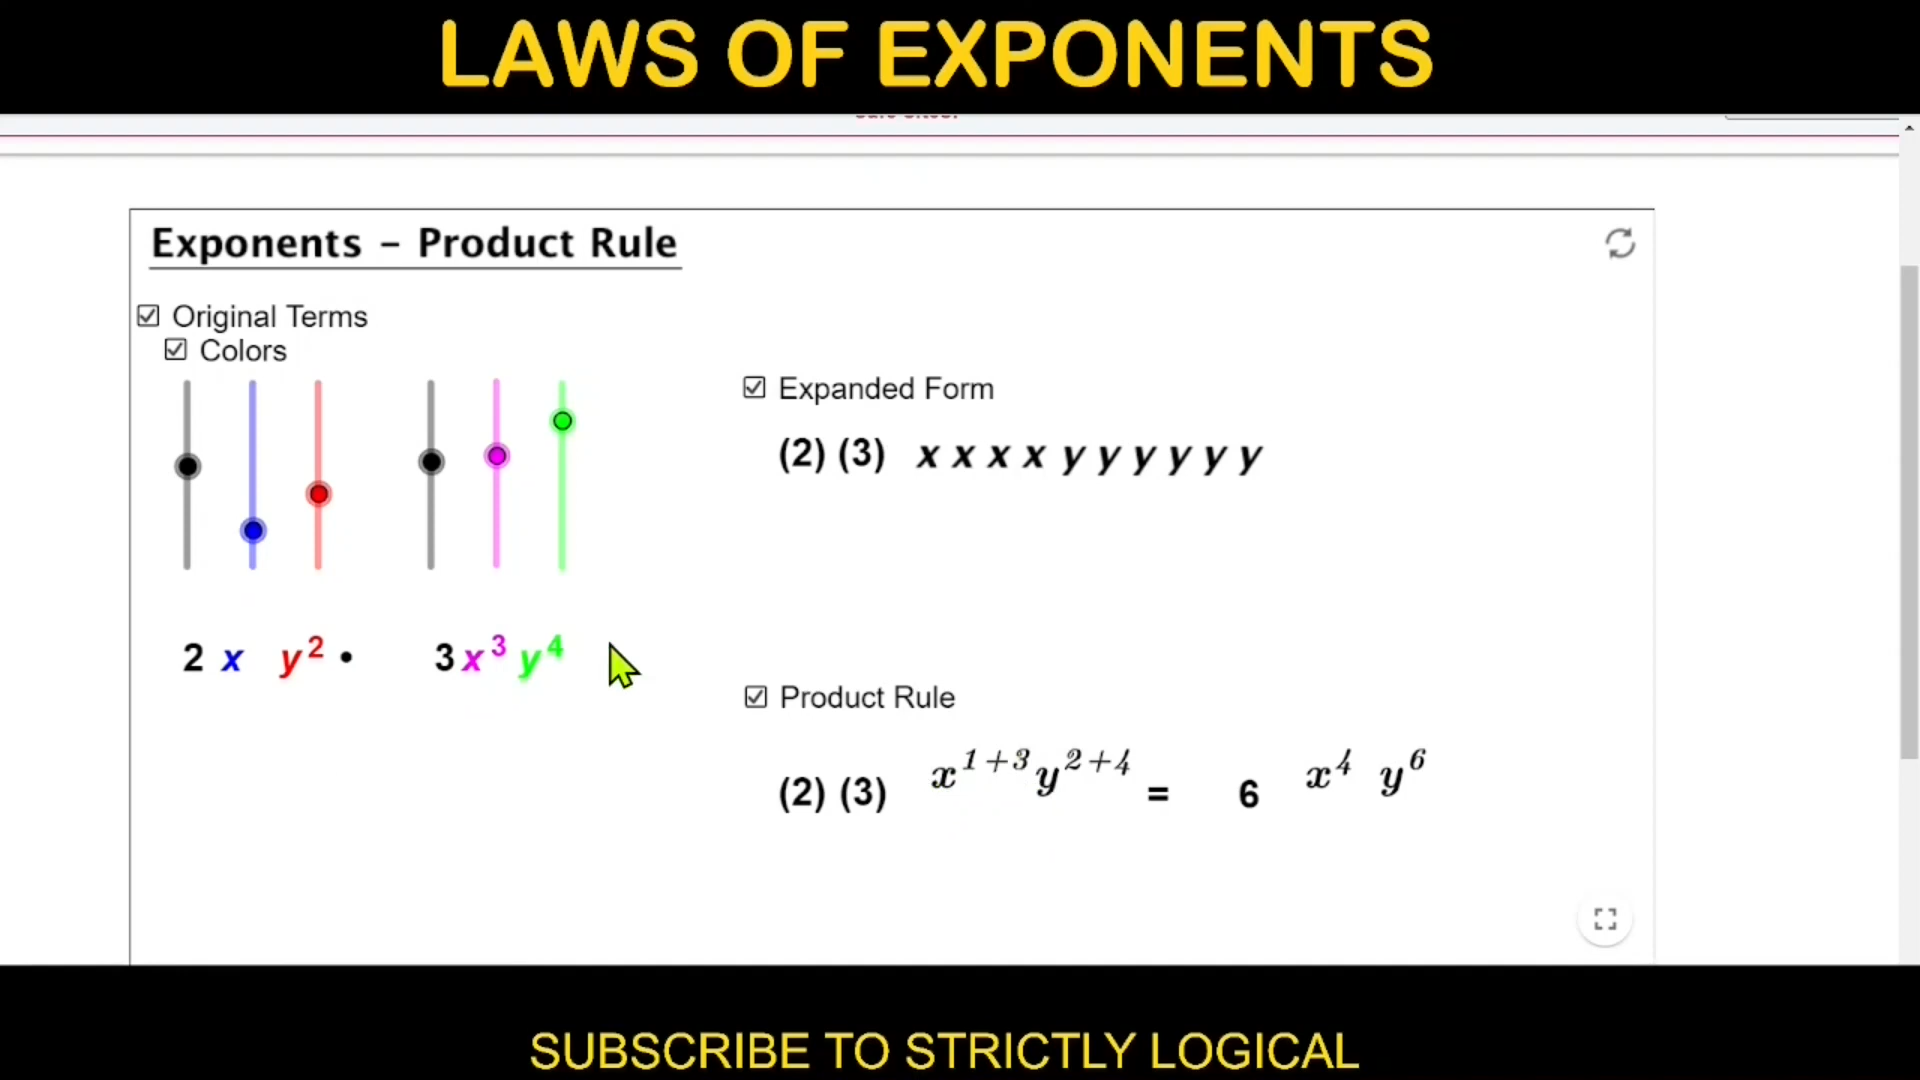 LAWS OF EXPONENTS
Exponents – Product Rule
Original Terms
Colors
2 x y² • 3 x³ y⁴
Expanded Form
(2) (3) x x x x y y y y y y
Product Rule
(2) (3) x¹⁺³ y²⁺⁴ = 6 x⁴ y⁶
SUBSCRIBE TO STRICTLY LOGICAL